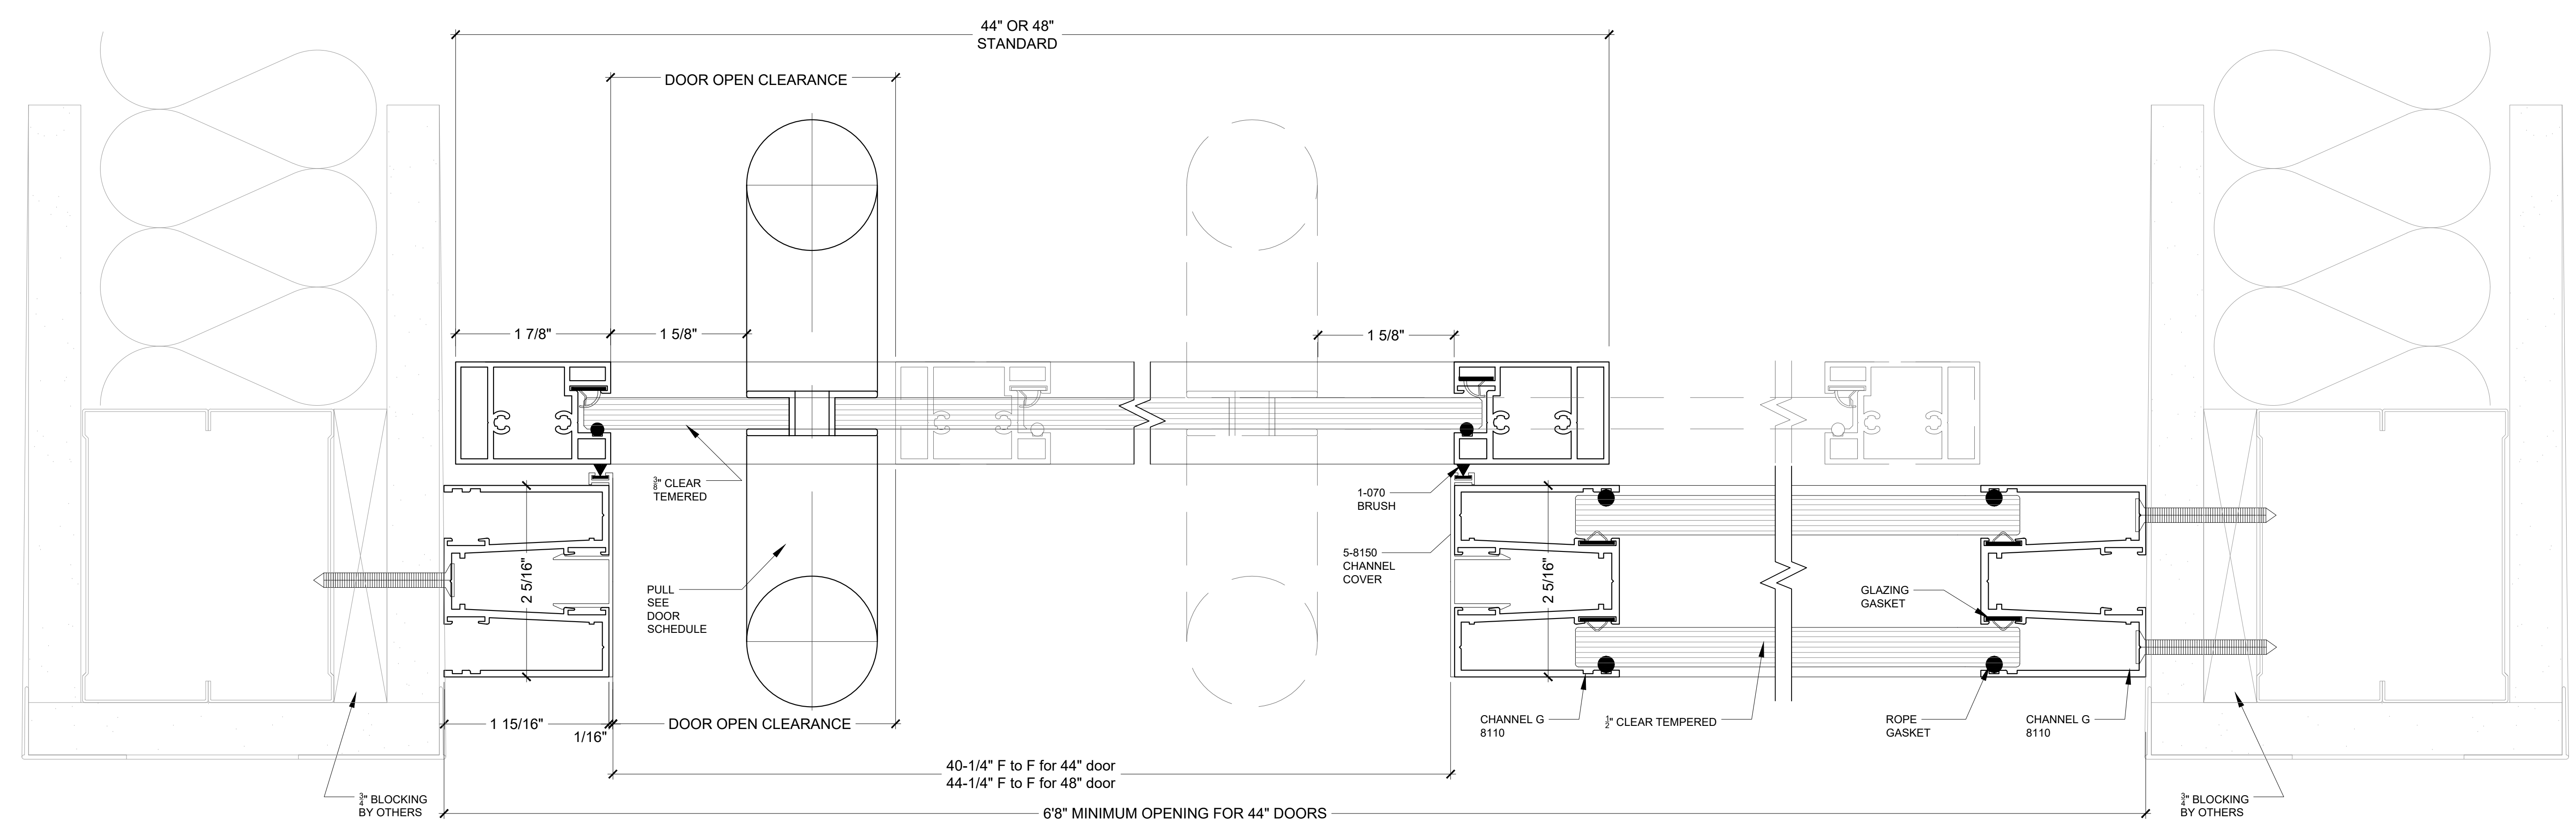 44" OR 48"
STANDARD
DOOR OPEN CLEARANCE
1 7/8"
1 5/8"
1 5/8"
3/8" CLEAR
TEMERED
1-070
BRUSH
5-8150
CHANNEL
COVER
2 5/16"
2 5/16"
PULL
SEE
DOOR
SCHEDULE
GLAZING
GASKET
1 15/16"
1/16"
DOOR OPEN CLEARANCE
CHANNEL G
8110
1/2" CLEAR TEMPERED
ROPE
GASKET
CHANNEL G
8110
40-1/4" F to F for 44" door
44-1/4" F to F for 48" door
3/4" BLOCKING
BY OTHERS
6'8" MINIMUM OPENING FOR 44" DOORS
3/4" BLOCKING
BY OTHERS